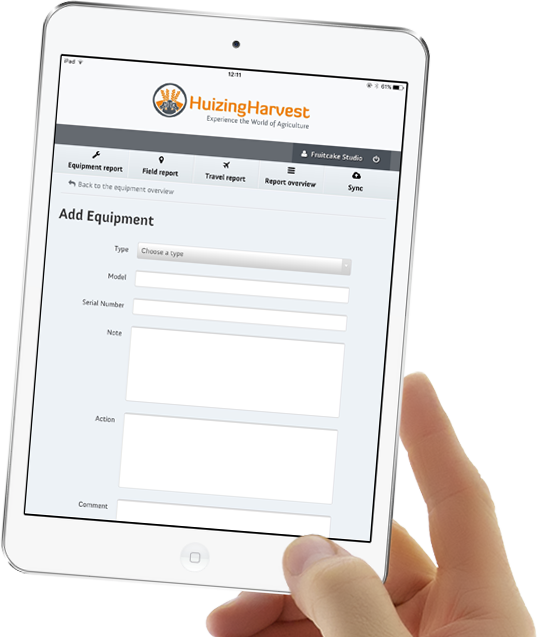 iPad
12:11
61%
HuizingHarvest
Experience the World of Agriculture
Fruitcake Studio
Equipment report
Field report
Travel report
Report overview
Sync
Back to the equipment overview
Add Equipment
Type
Choose a type
Model
Serial Number
Note
Action
Comment